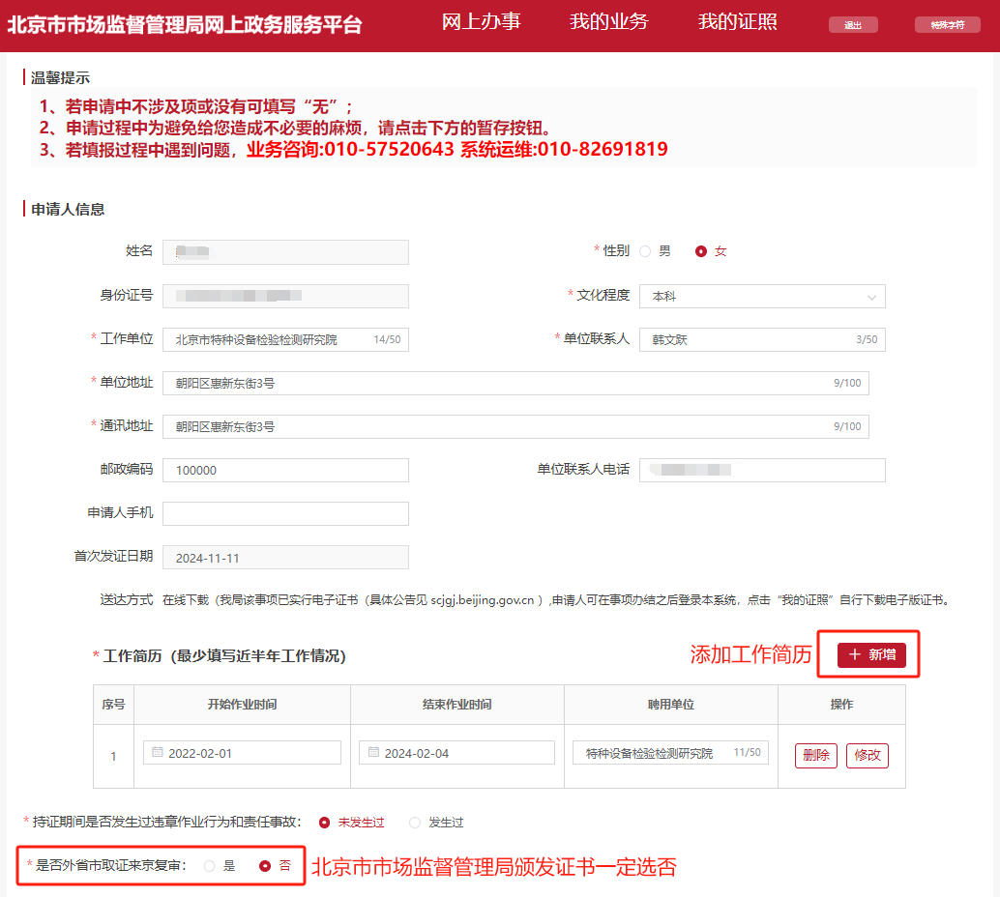 北京市市场监督管理局网上政务服务平台 网上办事 我的业务 我的证照 退出 特殊字符
温馨提示
1、若申请中不涉及项或没有可填写“无”；
2、申请过程中为避免给您造成不必要的麻烦，请点击下方的暂存按钮。
3、若填报过程中遇到问题，业务咨询:010-57520643 系统运维:010-82691819
申请人信息
姓名 * 性别 男 女
身份证号 * 文化程度 本科
* 工作单位 北京市特种设备检验检测研究院 14/50 * 单位联系人 韩文跃 3/50
* 单位地址 朝阳区惠新东街3号 9/100
* 通讯地址 朝阳区惠新东街3号 9/100
邮政编码 100000 单位联系人电话
申请人手机
首次发证日期 2024-11-11
送达方式 在线下载（我局该事项已实行电子证书（具体公告见 scjgj.beijing.gov.cn ）,申请人可在事项办结之后登录本系统，点击“我的证照”自行下载电子版证书。
* 工作简历（最少填写近半年工作情况） 添加工作简历 + 新增
序号 开始作业时间 结束作业时间 聘用单位 操作
1 2022-02-01 2024-02-04 特种设备检验检测研究院 11/50 删除 修改
* 持证期间是否发生过违章作业行为和责任事故： 未发生过 发生过
* 是否外省市取证来京复审： 是 否 北京市市场监督管理局颁发证书一定选否